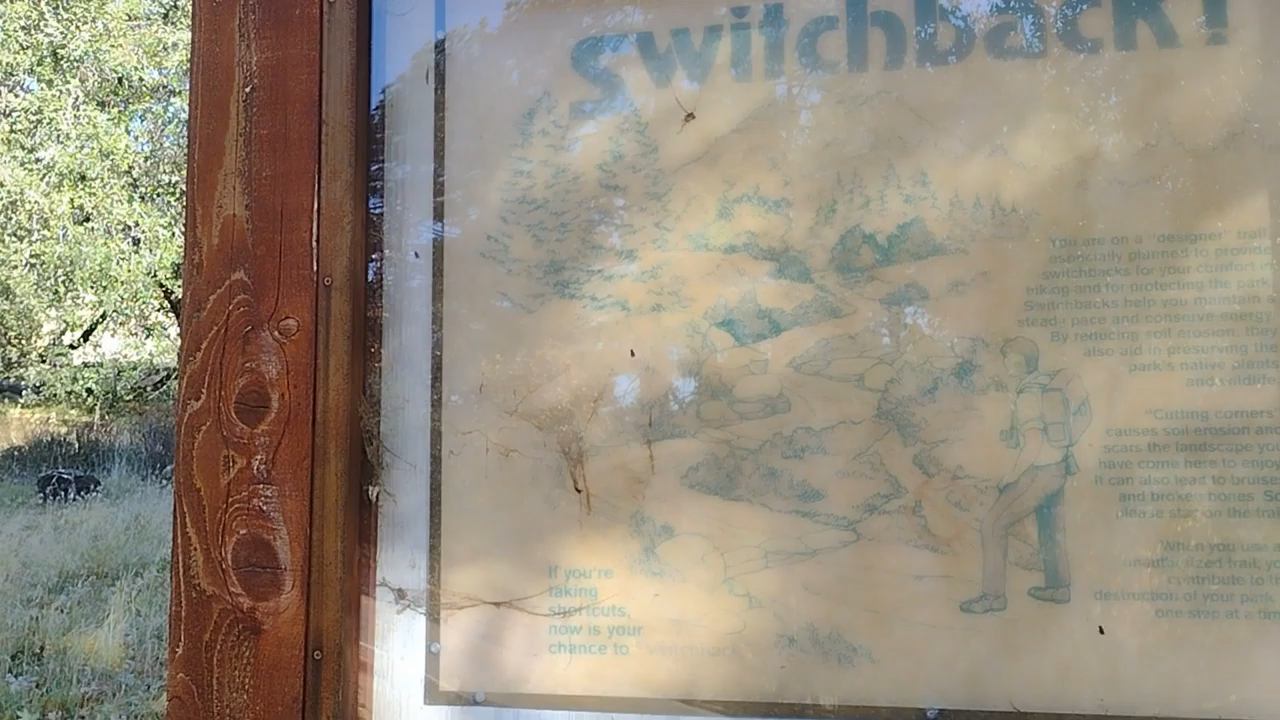 Switchback!
You are on a "designer" trail
especially planned to provide
switchbacks for your comfort in
hiking and for protecting the park.
Switchbacks help you maintain a
steady pace and conserve energy.
By reducing soil erosion, they
also aid in preserving the
park's native plants
and wildlife
"Cutting corners"
causes soil erosion and
scars the landscape you
have come here to enjoy
It can also lead to bruises
and broken bones. So
please stay on the trail
When you use a
unauthorized trail, yo
contribute to th
destruction of your park,
one step at a tim
If you're
taking
shortcuts,
now is your
chance to "switchback"